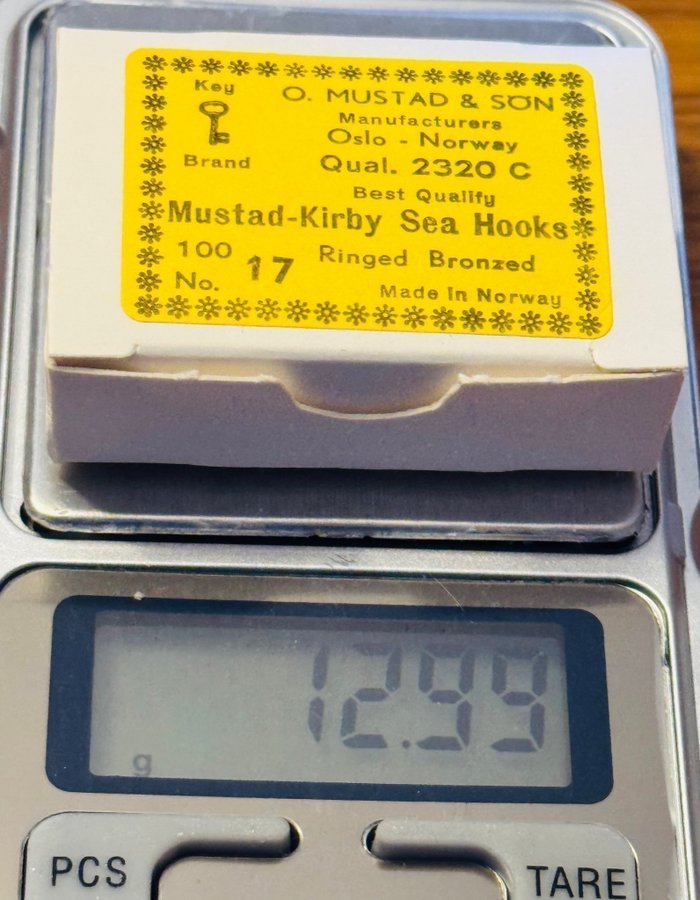 Key
Brand
O. MUSTAD & SÖN
Manufacturers
Oslo - Norway
Qual. 2320 C
Best Quality
Mustad-Kirby Sea Hooks
100 Ringed Bronzed
No. 17
Made in Norway
12.99
g
PCS TARE